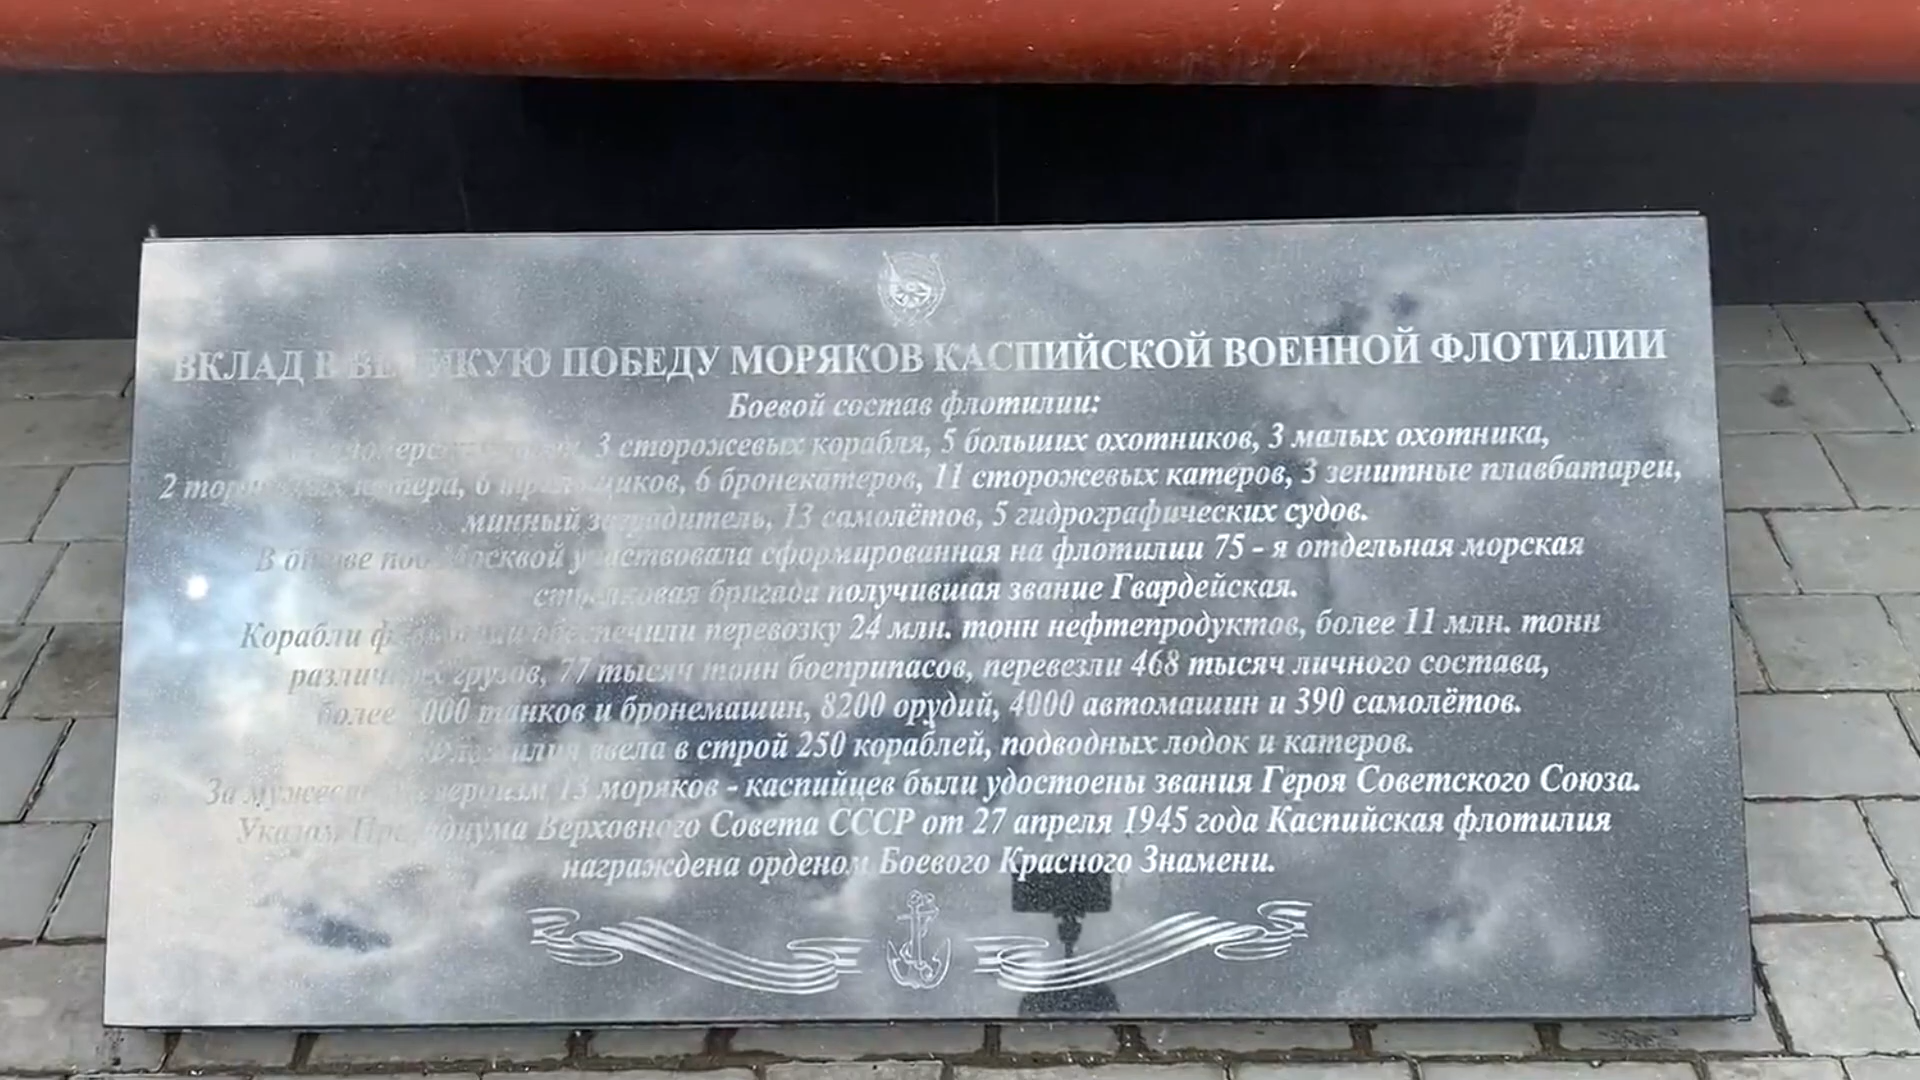 ВКЛАД В ВЕЛИКУЮ ПОБЕДУ МОРЯКОВ КАСПИЙСКОЙ ВОЕННОЙ ФЛОТИЛИИ
Боевой состав флотилии:
3 сторожевых корабля, 5 больших охотников, 3 малых охотника,
2 торпедных катера, 6 тральщиков, 6 бронекатеров, 11 сторожевых катеров, 3 зенитные плавбатареи,
минный заградитель, 13 самолётов, 5 гидрографических судов.
В битве под Москвой участвовала сформированная на флотилии 75 - я отдельная морская
стрелковая бригада получившая звание Гвардейская.
Корабли флотилии обеспечили перевозку 24 млн. тонн нефтепродуктов, более 11 млн. тонн
различных грузов, 77 тысяч тонн боеприпасов, перевезли 468 тысяч личного состава,
более танков и бронемашин, 8200 орудий, 4000 автомашин и 390 самолётов.
Флотилия ввела в строй 250 кораблей, подводных лодок и катеров.
За мужество и героизм 13 моряков - каспийцев были удостоены звания Героя Советского Союза.
Указом Президиума Верховного Совета СССР от 27 апреля 1945 года Каспийская флотилия
награждена орденом Боевого Красного Знамени.